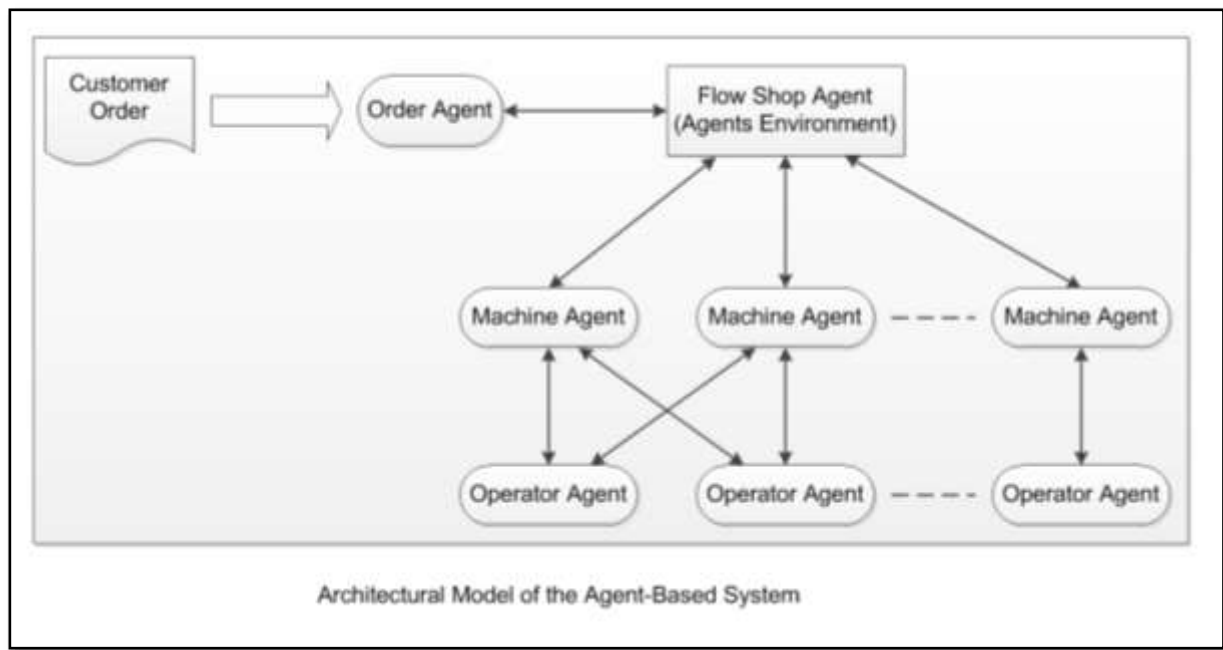 Customer
Order
Order Agent
Flow Shop Agent
(Agents Environment)
Machine Agent
Machine Agent
Machine Agent
Operator Agent
Operator Agent
Operator Agent
Architectural Model of the Agent-Based System